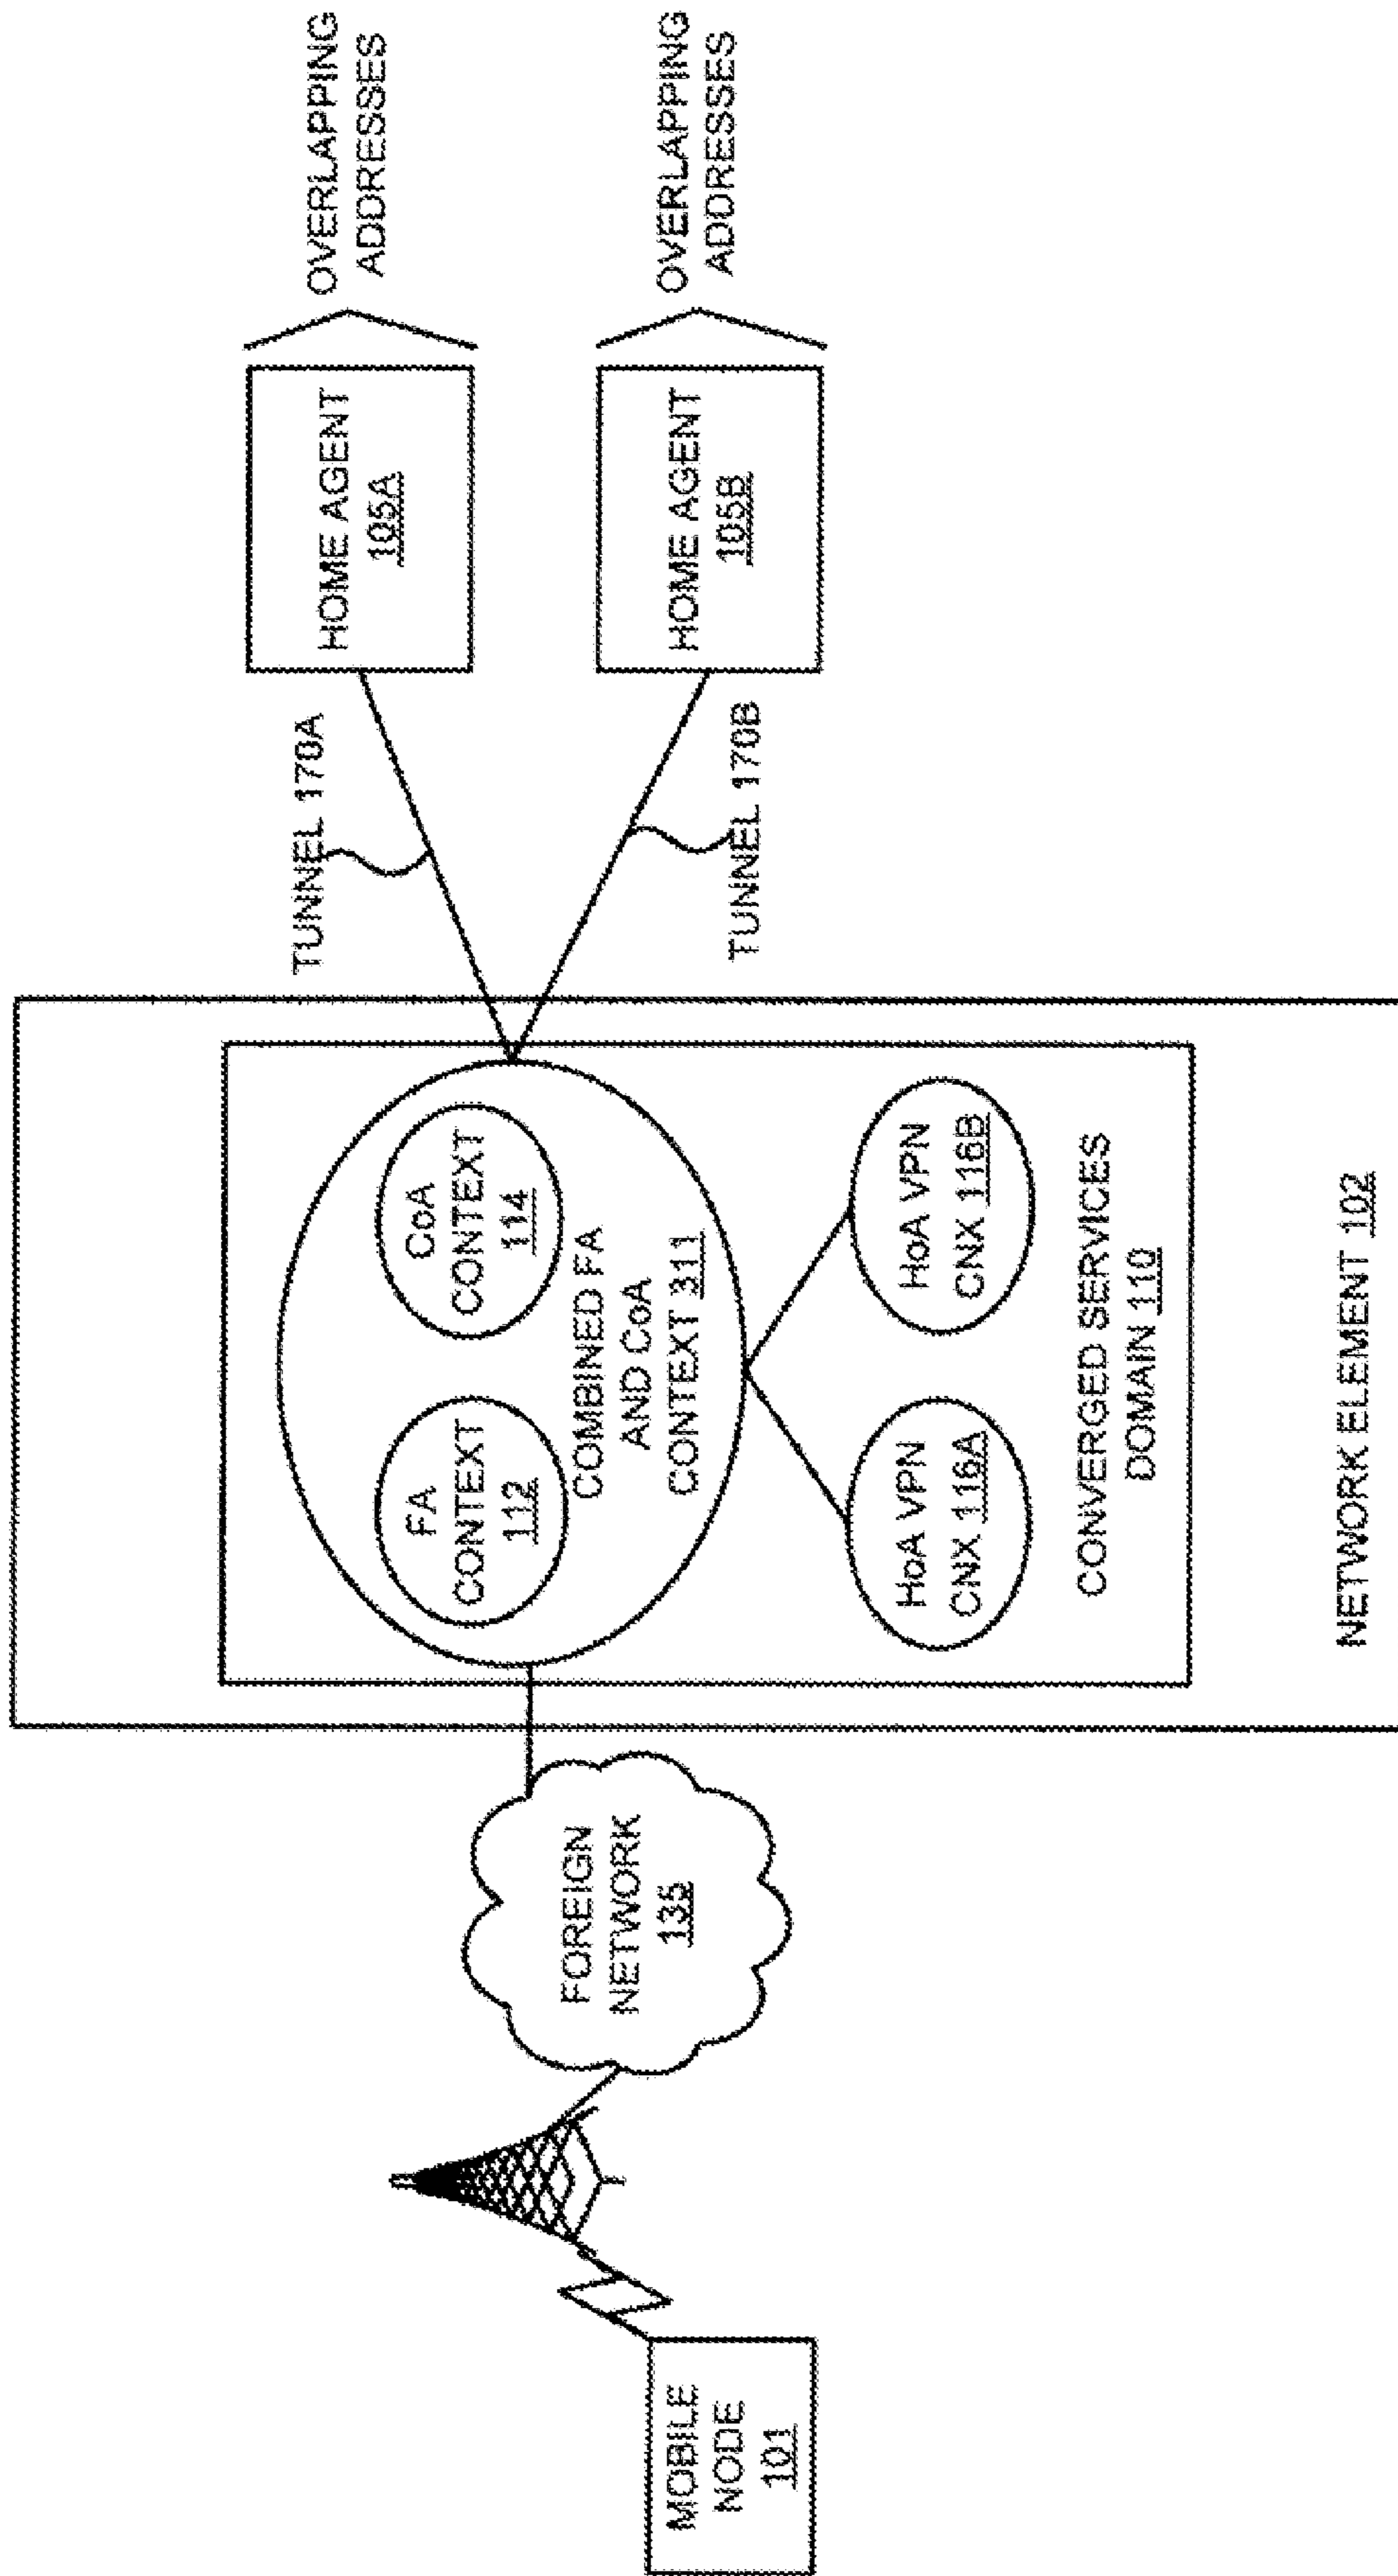 MOBILE
NODE
101
FOREIGN
NETWORK
135
FA
CONTEXT
112
CoA
CONTEXT
114
COMBINED FA
AND CoA
CONTEXT 311
HoA VPN
CNX 116A
HoA VPN
CNX 116B
CONVERGED SERVICES
DOMAIN 110
NETWORK ELEMENT 102
TUNNEL 170A
TUNNEL 170B
HOME AGENT
105A
HOME AGENT
105B
OVERLAPPING
ADDRESSES
OVERLAPPING
ADDRESSES